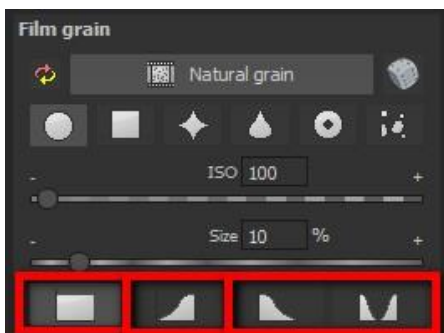 Film grain
Natural grain
- ISO 100 +
- Size 10 % +